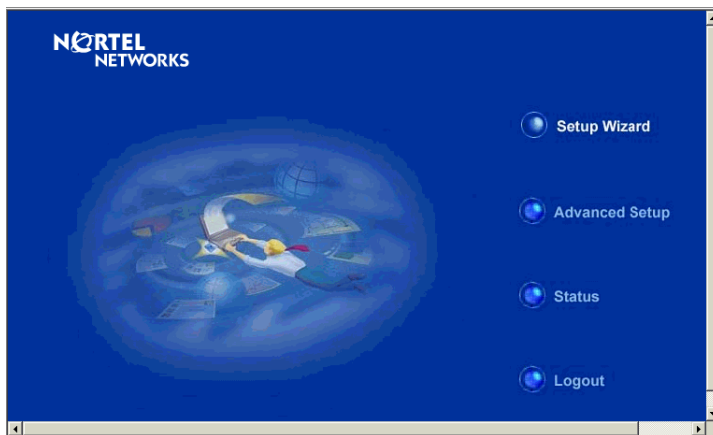 NORTEL
NETWORKS
Setup Wizard
Advanced Setup
Status
Logout